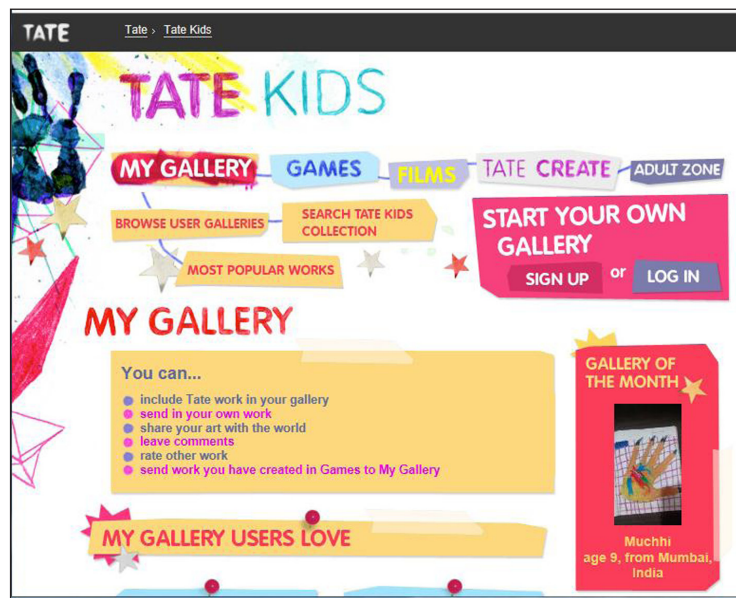 TATE
Tate › Tate Kids
TATE KIDS
MY GALLERY
GAMES
FILMS
TATE CREATE
ADULT ZONE
BROWSE USER GALLERIES
SEARCH TATE KIDS
COLLECTION
MOST POPULAR WORKS
START YOUR OWN
GALLERY
SIGN UP or LOG IN
MY GALLERY
You can...
include Tate work in your gallery
send in your own work
share your art with the world
leave comments
rate other work
send work you have created in Games to My Gallery
GALLERY OF
THE MONTH
Muchhi
age 9, from Mumbai,
India
MY GALLERY USERS LOVE